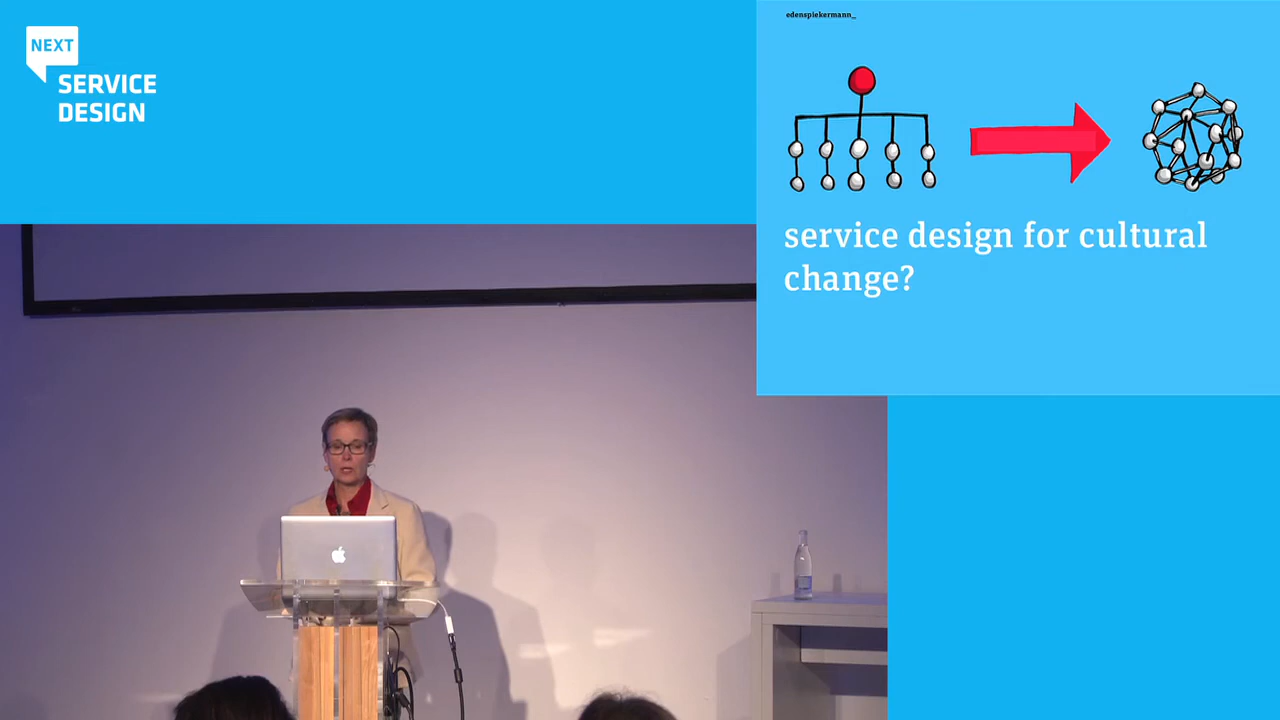 NEXT
SERVICE
DESIGN
edenspiekermann_
service design for cultural
change?